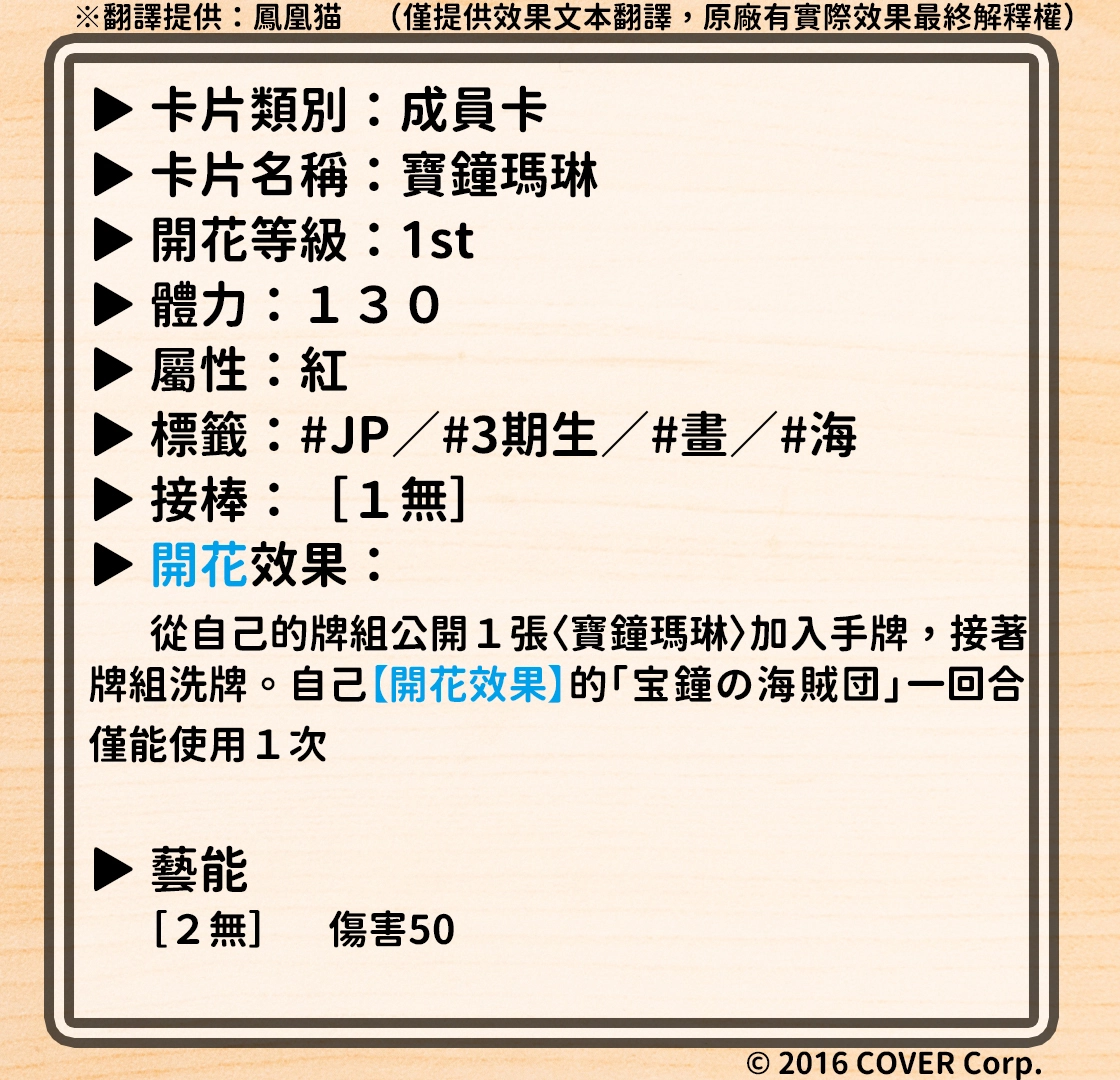 ※翻譯提供：鳳凰猫　（僅提供效果文本翻譯，原廠有實際效果最終解釋權）
▶ 卡片類別：成員卡
▶ 卡片名稱：寶鐘瑪琳
▶ 開花等級：1st
▶ 體力：１３０
▶ 屬性：紅
▶ 標籤：#JP／#3期生／#畫／#海
▶ 接棒：［１無］
▶ 開花效果：
從自己的牌組公開１張〈寶鐘瑪琳〉加入手牌，接著
牌組洗牌。自己【開花效果】的「宝鐘の海賊団」一回合
僅能使用１次
▶ 藝能
［２無］　傷害50
© 2016 COVER Corp.